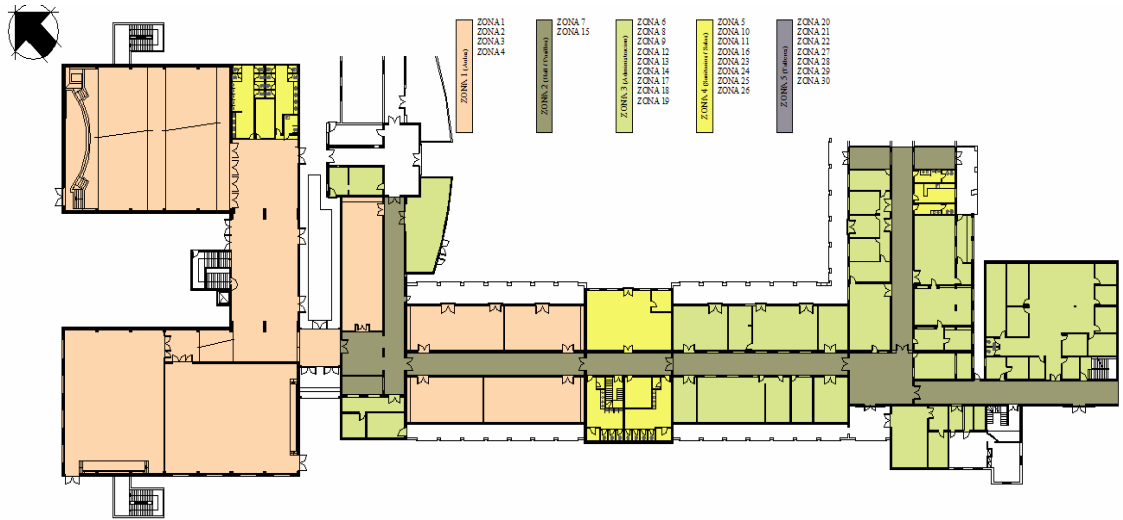 ZONA 1 (Aulas)
ZONA 1
ZONA 2
ZONA 3
ZONA 4
ZONA 2 (Hall / Pasillos)
ZONA 7
ZONA 15
ZONA 3 (Administracion)
ZONA 6
ZONA 8
ZONA 9
ZONA 12
ZONA 13
ZONA 14
ZONA 17
ZONA 18
ZONA 19
ZONA 4 (Sanitarios / Salas)
ZONA 5
ZONA 10
ZONA 11
ZONA 16
ZONA 23
ZONA 24
ZONA 25
ZONA 26
ZONA 5 (Talleres)
ZONA 20
ZONA 21
ZONA 22
ZONA 27
ZONA 28
ZONA 29
ZONA 30